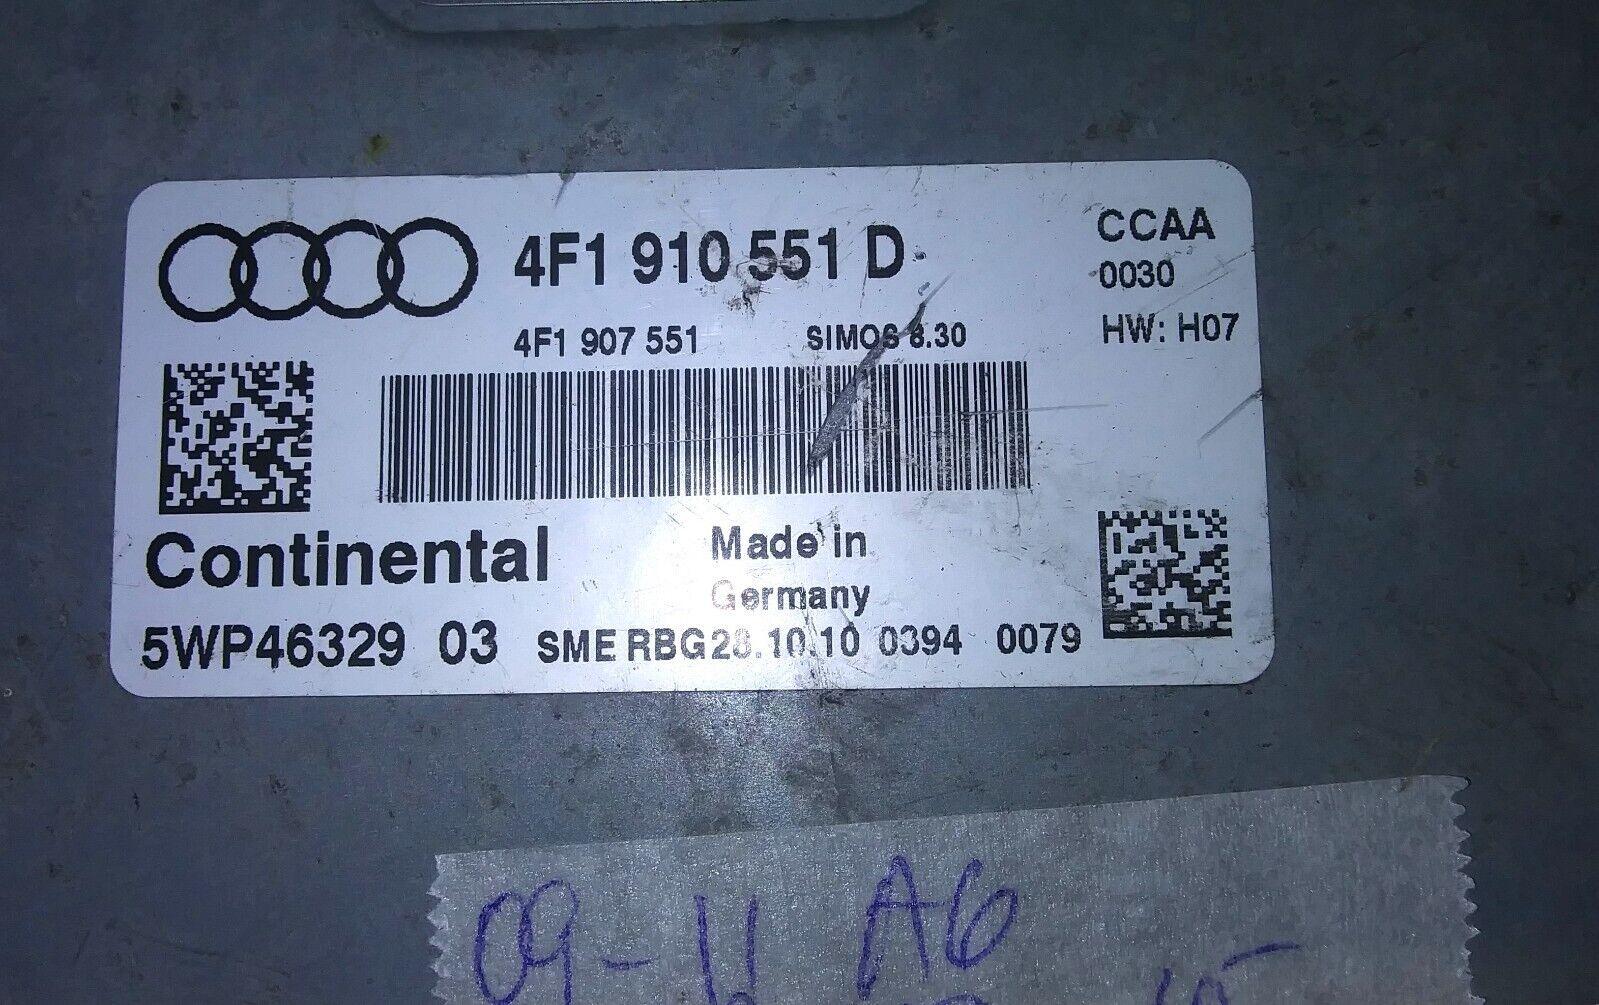 4F1 910 551 D
CCAA
0030
4F1 907 551 SIMOS 8.30
HW: H07
Continental
Made in
Germany
5WP46329 03 SME RBG28.10.10 0394 0079
09-11 A6